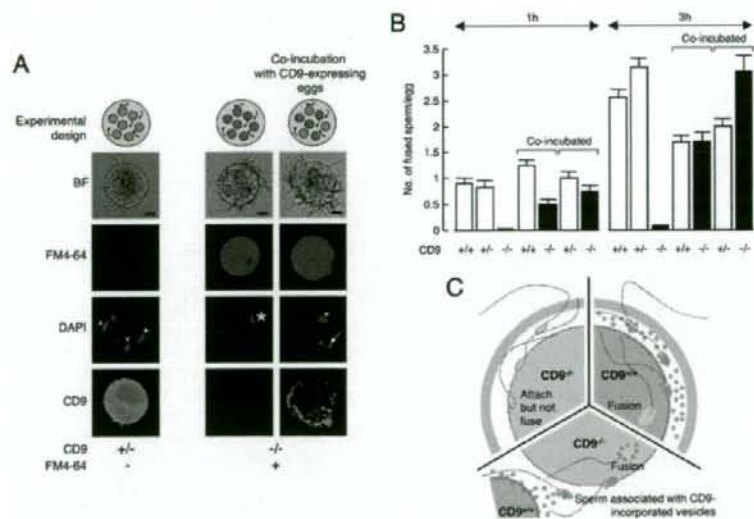 A
Co-incubation
with CD9-expressing
eggs
Experimental
design
BF
FM4-64
DAPI
CD9
CD9 +/- -/-
FM4-64 - +
B
1h 3h
Co-incubated
Co-incubated
No. of fused sperm/egg
3.5
3
2.5
2
1.5
1
0.5
0
CD9 +/+ +/- -/- +/+ -/- +/- -/- +/+ +/- -/- +/+ -/- +/- -/-
C
CD9-/-
Attach
but not
fuse
CD9+/+
Fusion
CD9-/-
Fusion
CD9+/+
Sperm associated with CD9-
incorporated vesicles